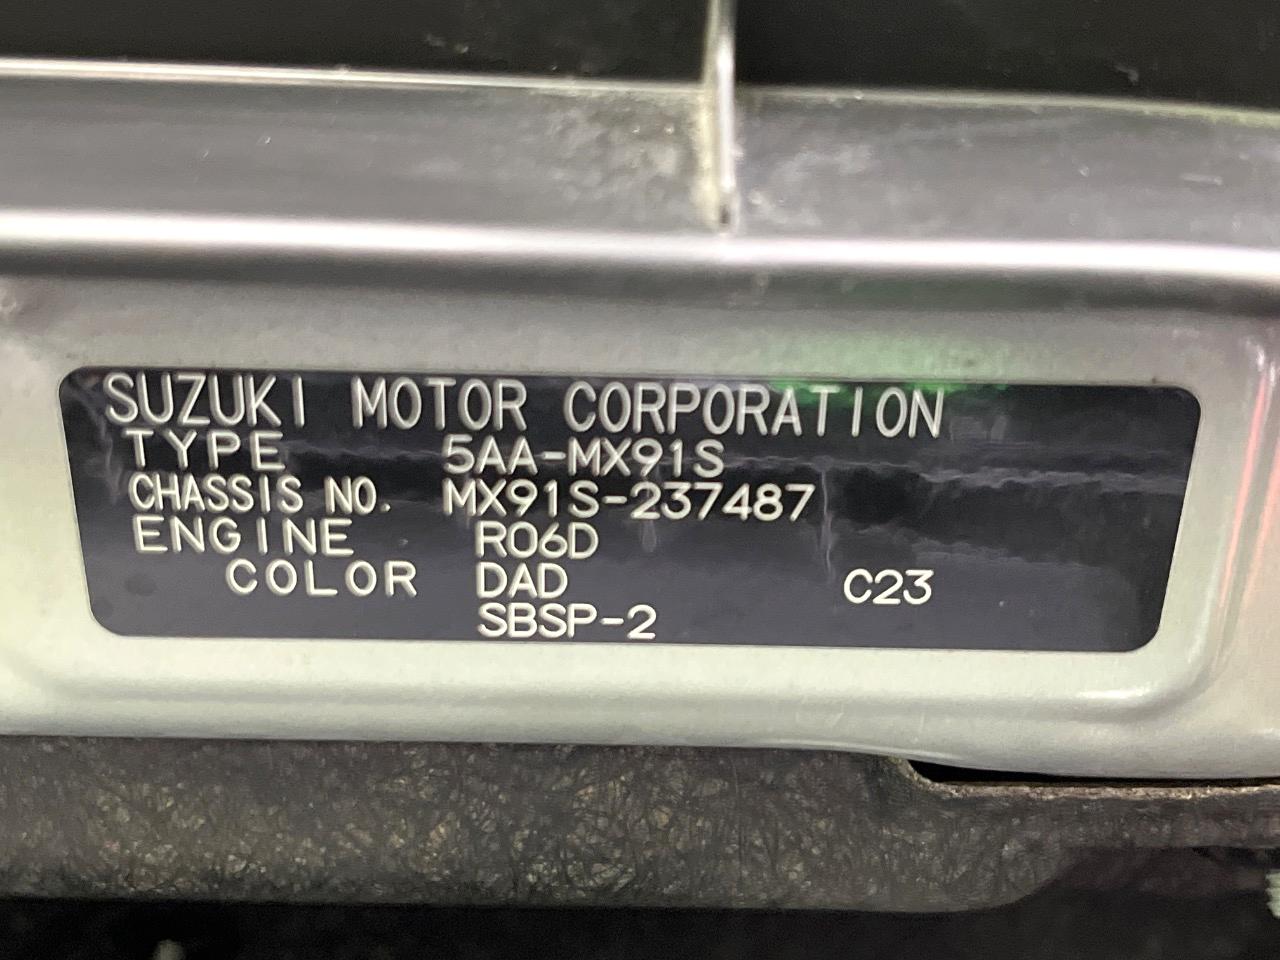 SUZUKI MOTOR CORPORATION
TYPE 5AA-MX91S
CHASSIS NO. MX91S-237487
ENGINE R06D
COLOR DAD C23
SBSP-2